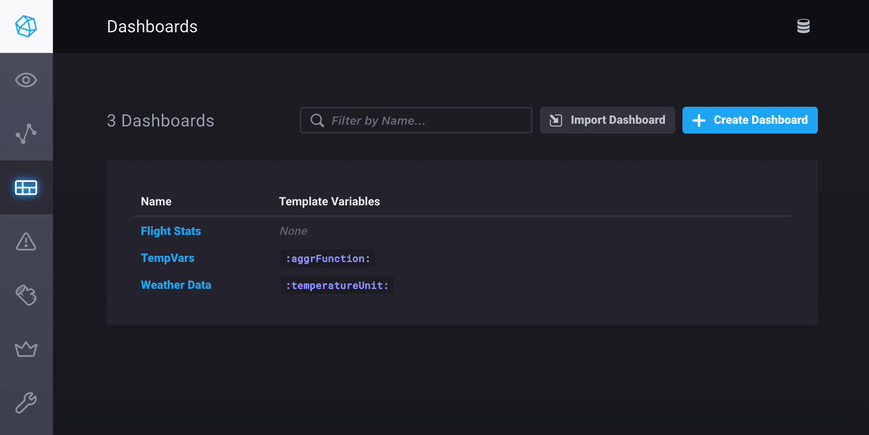 Dashboards
3 Dashboards
Filter by Name...
Import Dashboard
Create Dashboard
Name Template Variables
Flight Stats None
TempVars :aggrFunction:
Weather Data :temperatureUnit: